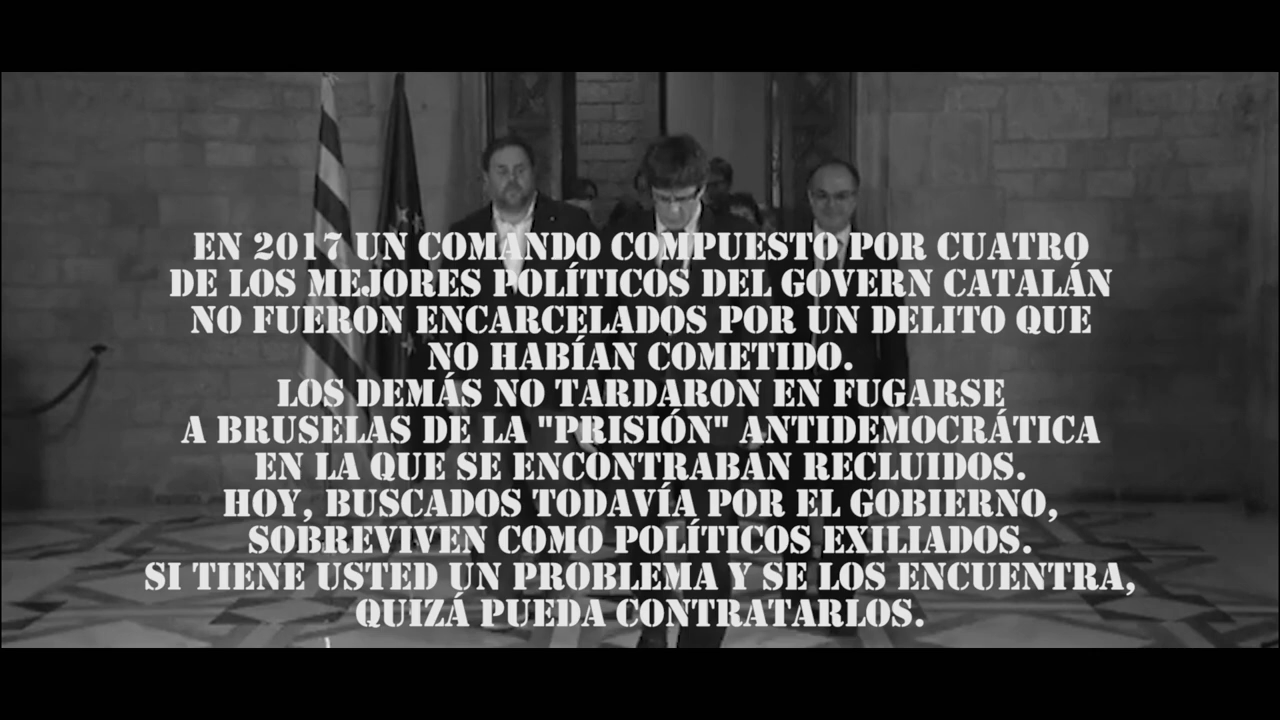 EN 2017 UN COMANDO COMPUESTO POR CUATRO
DE LOS MEJORES POLÍTICOS DEL GOVERN CATALÁN
NO FUERON ENCARCELADOS POR UN DELITO QUE
NO HABÍAN COMETIDO.
LOS DEMÁS NO TARDARON EN FUGARSE
A BRUSELAS DE LA "PRISIÓN" ANTIDEMOCRÁTICA
EN LA QUE SE ENCONTRABAN RECLUIDOS.
HOY, BUSCADOS TODAVÍA POR EL GOBIERNO,
SOBREVIVEN COMO POLÍTICOS EXILIADOS.
SI TIENE USTED UN PROBLEMA Y SE LOS ENCUENTRA,
QUIZÁ PUEDA CONTRATARLOS.